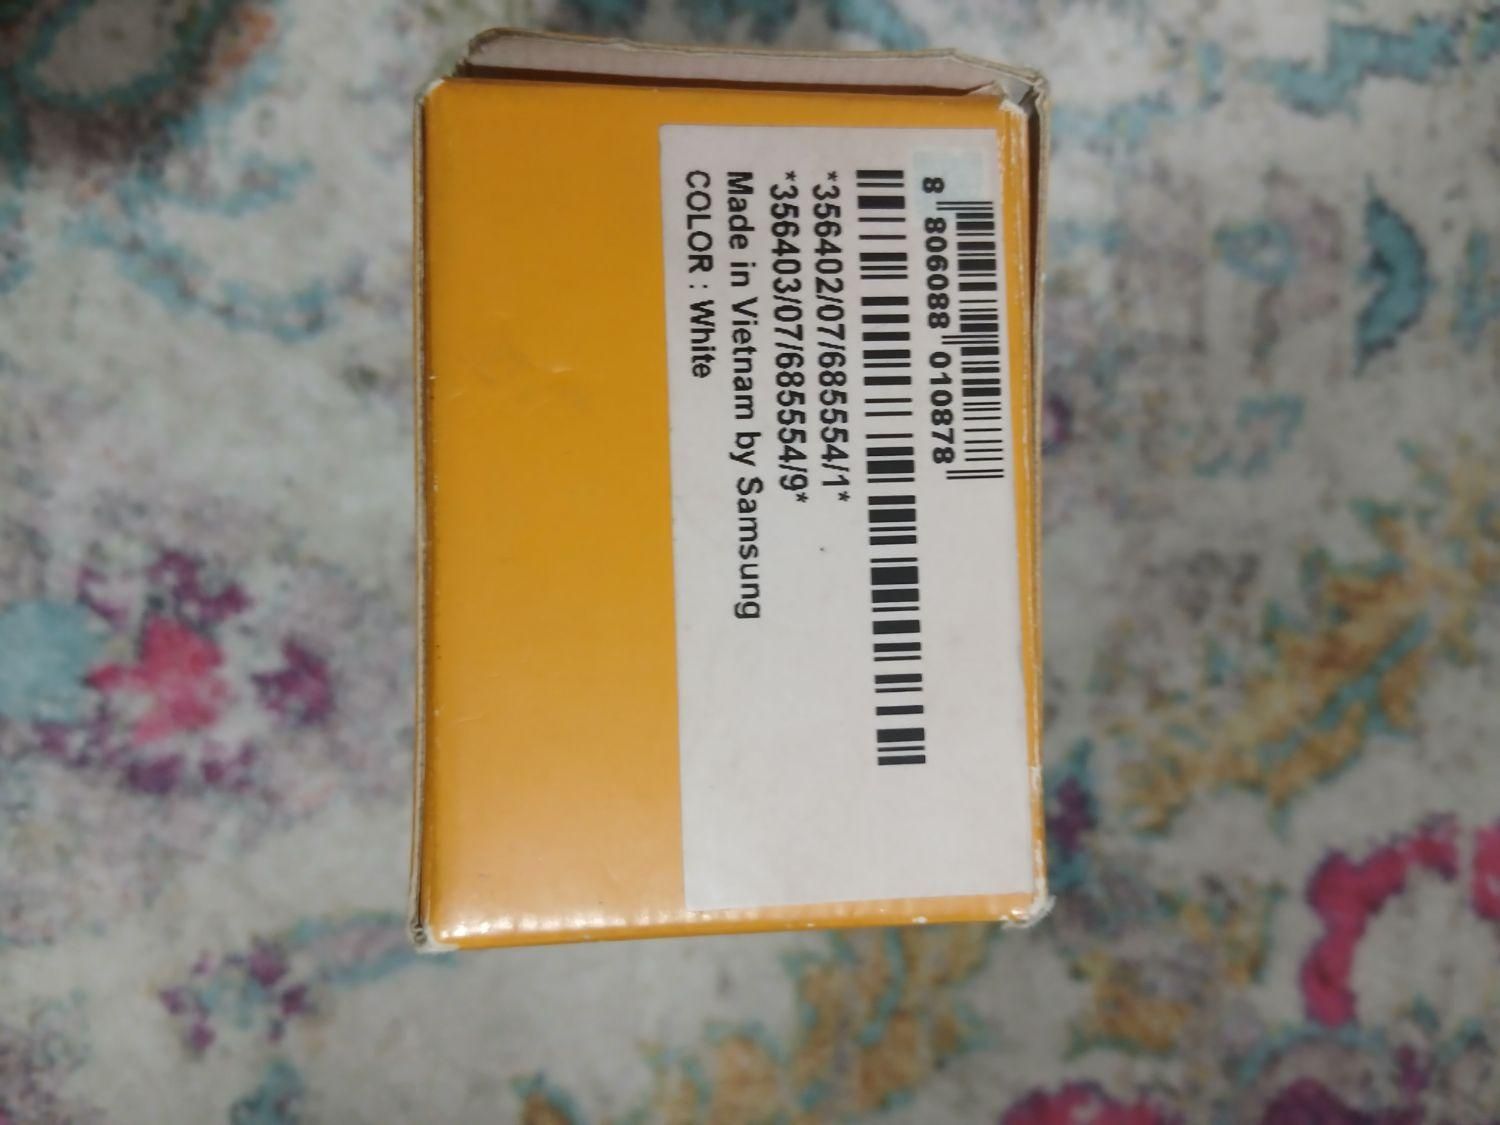 8 806088 010878
*356402/07/685554/1*
*356403/07/685554/9*
Made in Vietnam by Samsung
COLOR : White